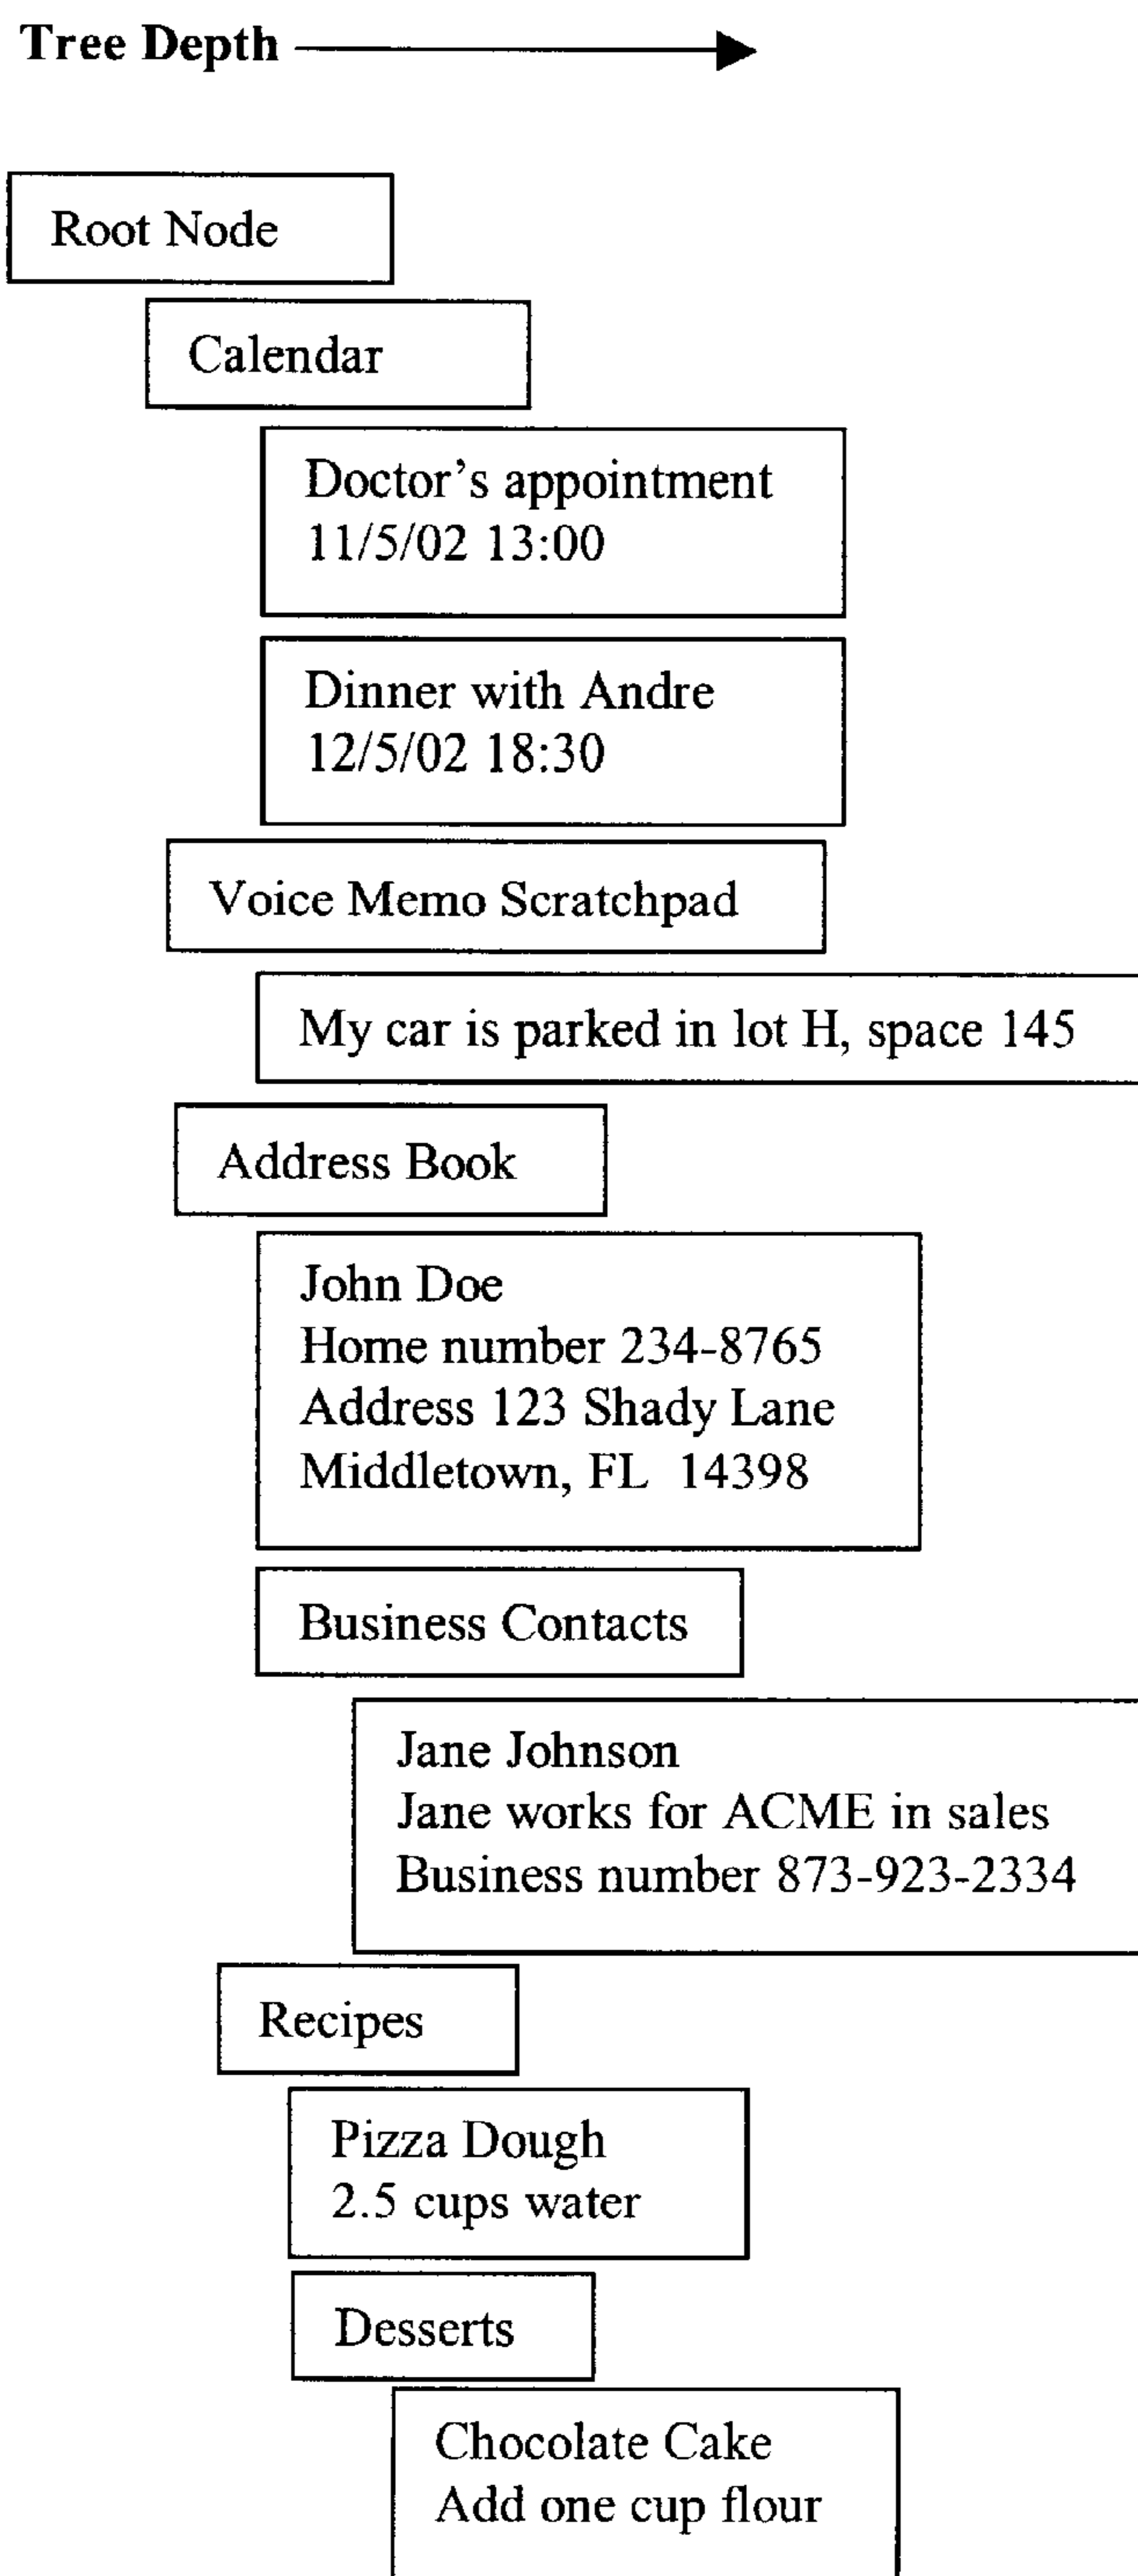 Tree Depth
Root Node
Calendar
Doctor's appointment
11/5/02 13:00
Dinner with Andre
12/5/02 18:30
Voice Memo Scratchpad
My car is parked in lot H, space 145
Address Book
John Doe
Home number 234-8765
Address 123 Shady Lane
Middletown, FL 14398
Business Contacts
Jane Johnson
Jane works for ACME in sales
Business number 873-923-2334
Recipes
Pizza Dough
2.5 cups water
Desserts
Chocolate Cake
Add one cup flour